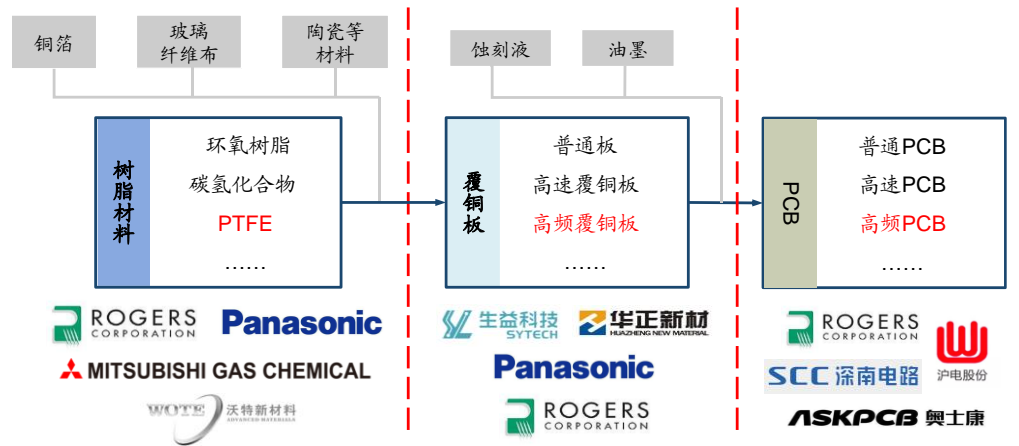 铜箔
玻璃
纤维布
陶瓷等
材料
蚀刻液
油墨
树脂材料
环氧树脂
碳氢化合物
PTFE
……
覆铜板
普通板
高速覆铜板
高频覆铜板
……
PCB
普通PCB
高速PCB
高频PCB
……
ROGERS
CORPORATION
Panasonic
MITSUBISHI GAS CHEMICAL
WOTE 沃特新材料
ADVANCED MATERIALS
生益科技
SYTECH
华正新材
HUAZHENG NEW MATERIAL
Panasonic
ROGERS
CORPORATION
ROGERS
CORPORATION
沪电股份
SCC 深南电路
ASKPCB 奥士康